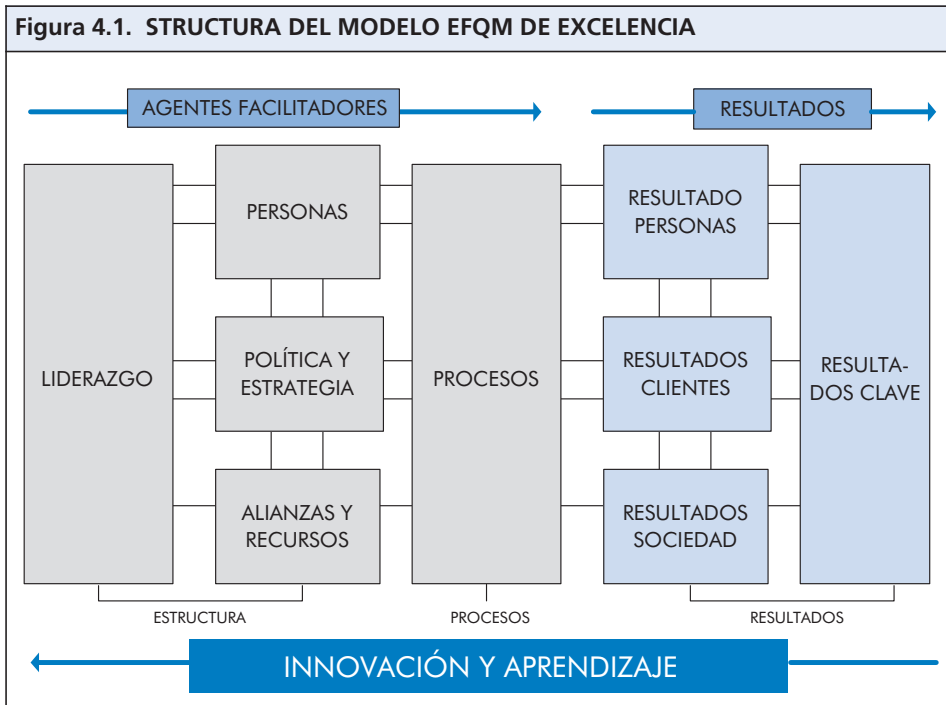 Figura 4.1. STRUCTURA DEL MODELO EFQM DE EXCELENCIA
AGENTES FACILITADORES
RESULTADOS
LIDERAZGO
PERSONAS
POLÍTICA Y
ESTRATEGIA
ALIANZAS Y
RECURSOS
PROCESOS
RESULTADO
PERSONAS
RESULTADOS
CLIENTES
RESULTADOS
SOCIEDAD
RESULTA-
DOS CLAVE
ESTRUCTURA
PROCESOS
RESULTADOS
INNOVACIÓN Y APRENDIZAJE